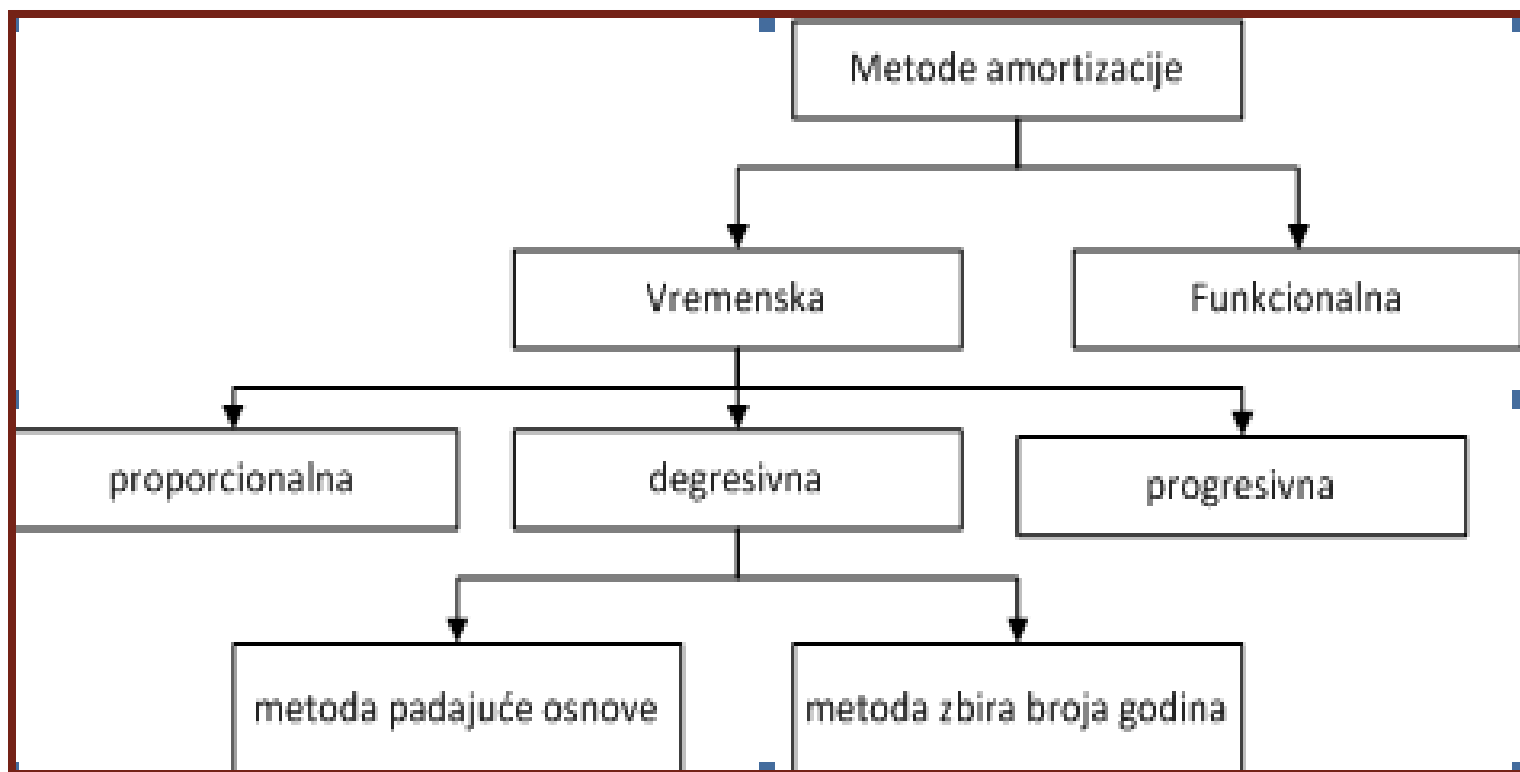 Metode amortizacije
Vremenska
Funkcionalna
proporcionalna
degresivna
progresivna
metoda padajuće osnove
metoda zbira broja godina